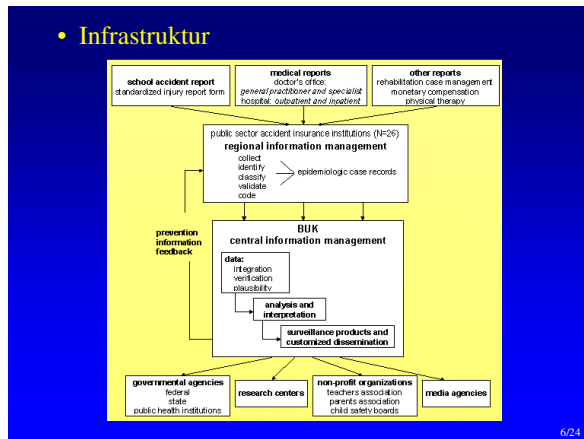 • Infrastruktur
school accident report
standardized injury report form
medical reports
doctor's office:
general practitioner and specialist
hospital: outpatient and inpatient
other reports
rehabilitation case management
monetary compensation
physical therapy
public sector accident insurance institutions (N=26)
regional information management
collect
identify
classify
validate
code
epidemiologic case records
prevention
information
feedback
BUK
central information management
data:
integration
verification
plausibility
analysis and
interpretation
surveillance products and
customized dissemination
governmental agencies
federal
state
public health institutions
research centers
non-profit organizations
teachers association
parents association
child safety boards
media agencies
6/24